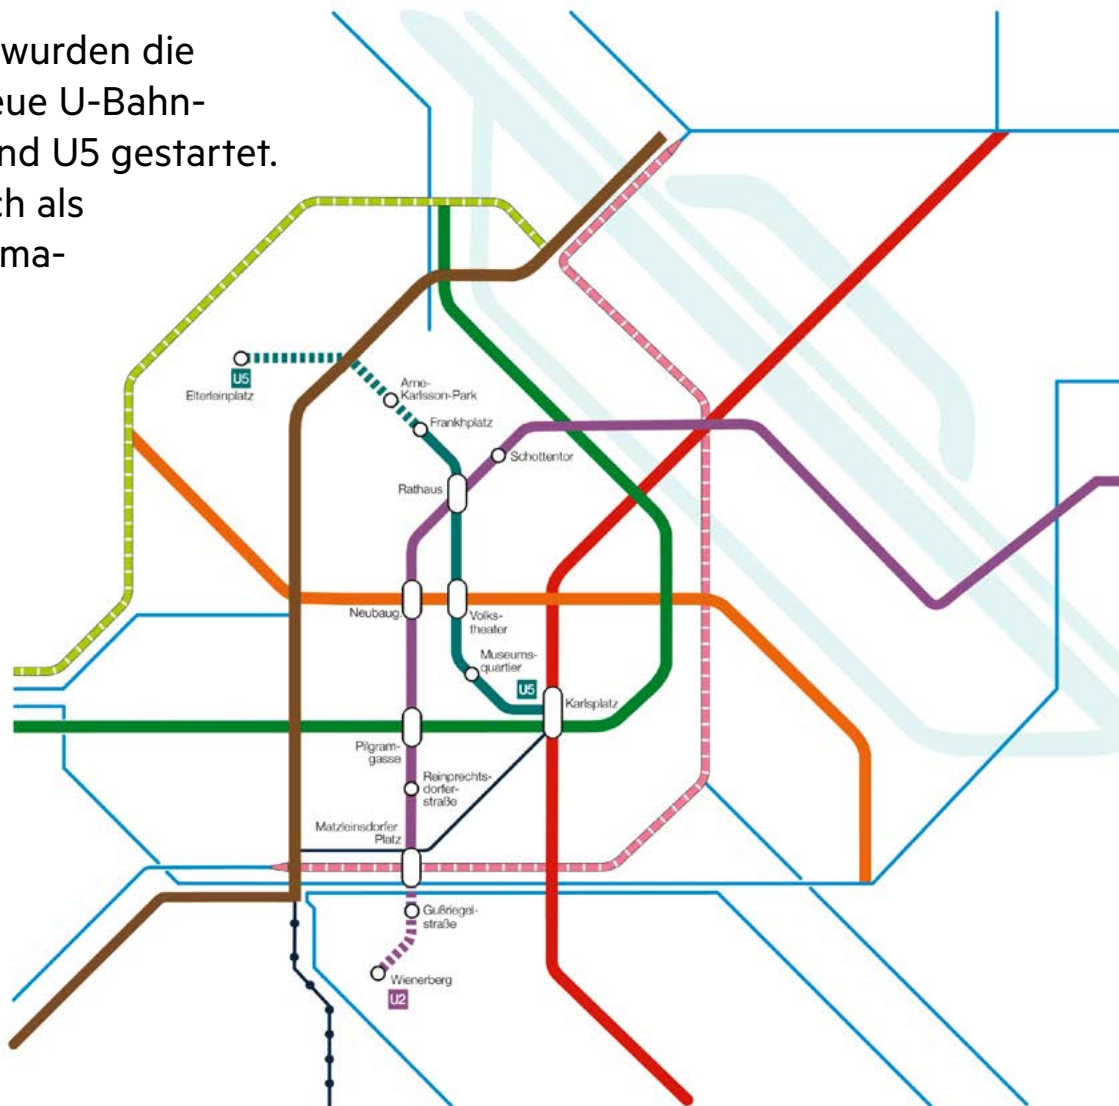 wurden die
eue U-Bahn-
nd U5 gestartet.
ch als
ma-
U5
Elterleinplatz
Arne-
Karlsson-Park
Frankhplatz
Schottentor
Rathaus
Neubaug.
Volks-
theater
Museums-
quartier
U5
Karlsplatz
Pilgram-
gasse
Reinprechts-
dorfer-
straße
Matzleinsdorfer
Platz
Gußriegel-
straße
Wienerberg
U2